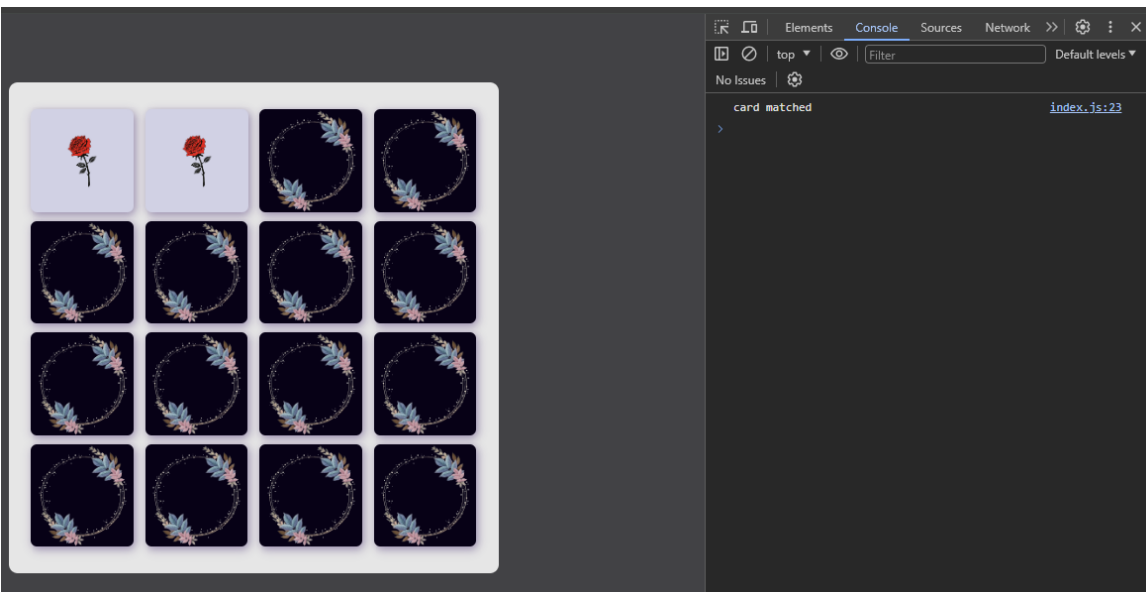 Elements Console Sources Network
top Filter Default levels
No Issues
card matched index.js:23